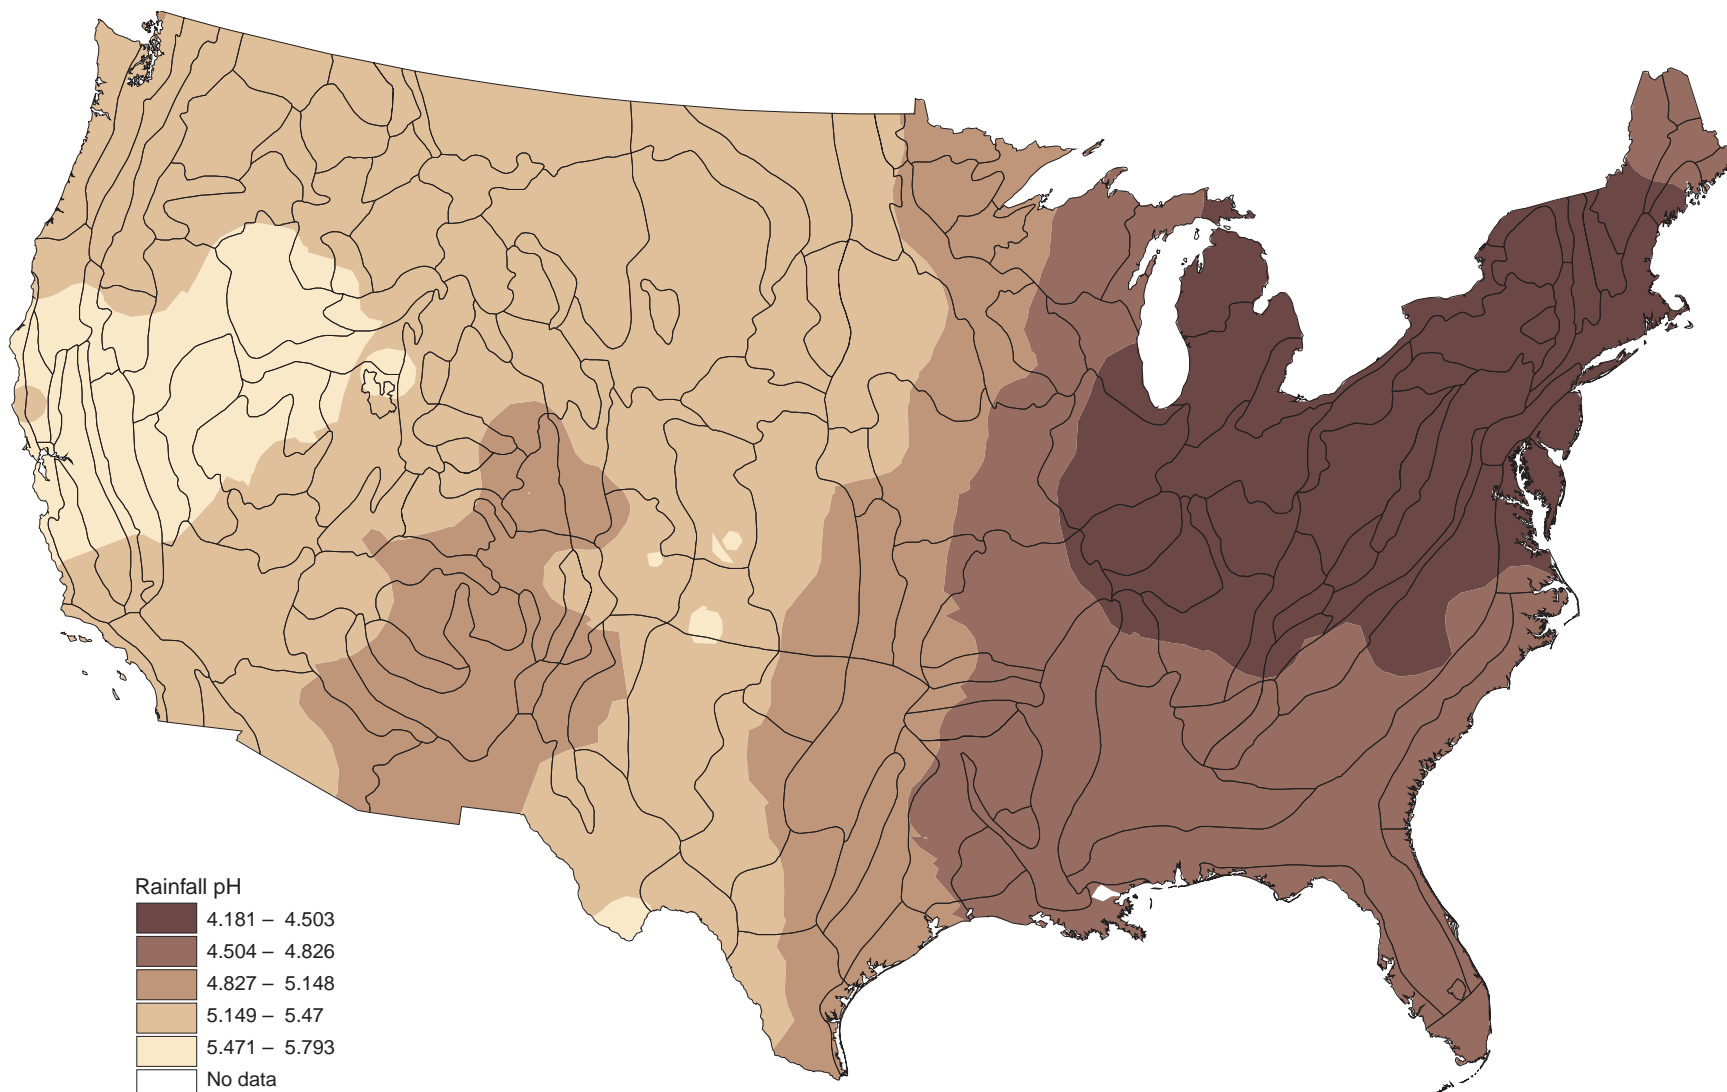 Rainfall pH
4.181 – 4.503
4.504 – 4.826
4.827 – 5.148
5.149 – 5.47
5.471 – 5.793
No data